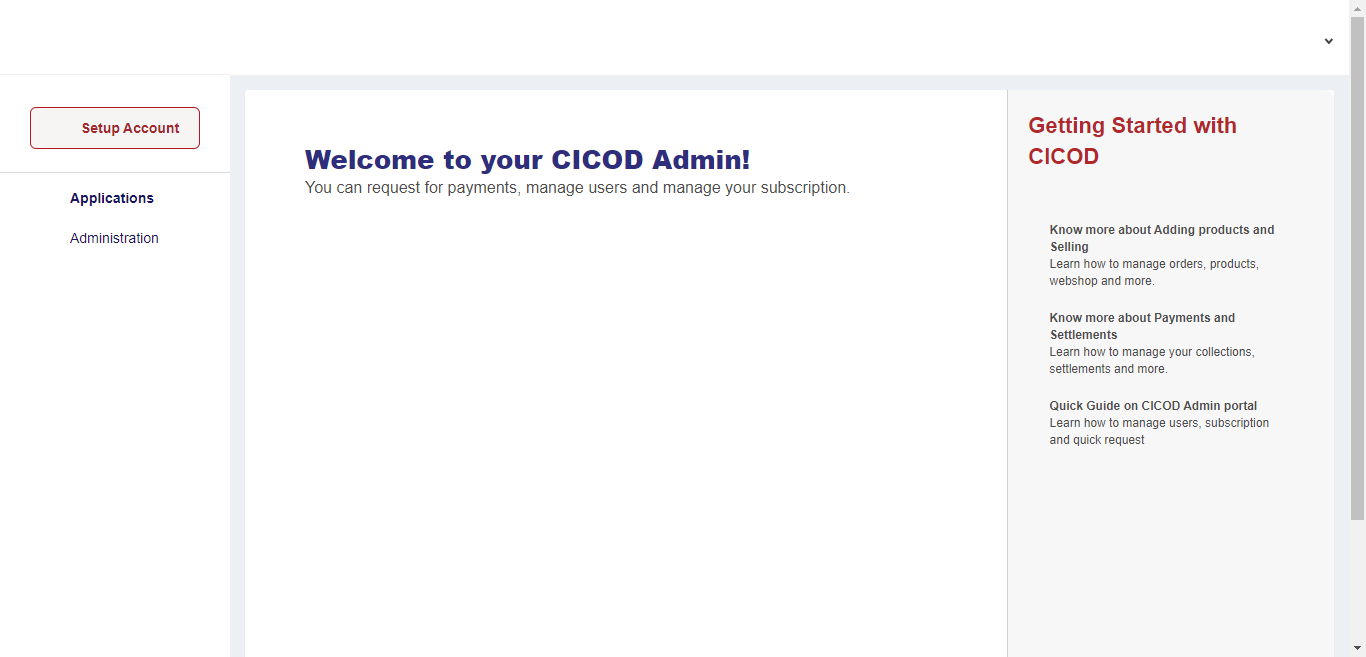 Setup Account
Applications
Administration
Welcome to your CICOD Admin!
You can request for payments, manage users and manage your subscription.
Getting Started with
CICOD
Know more about Adding products and
Selling
Learn how to manage orders, products,
webshop and more.
Know more about Payments and
Settlements
Learn how to manage your collections,
settlements and more.
Quick Guide on CICOD Admin portal
Learn how to manage users, subscription
and quick request